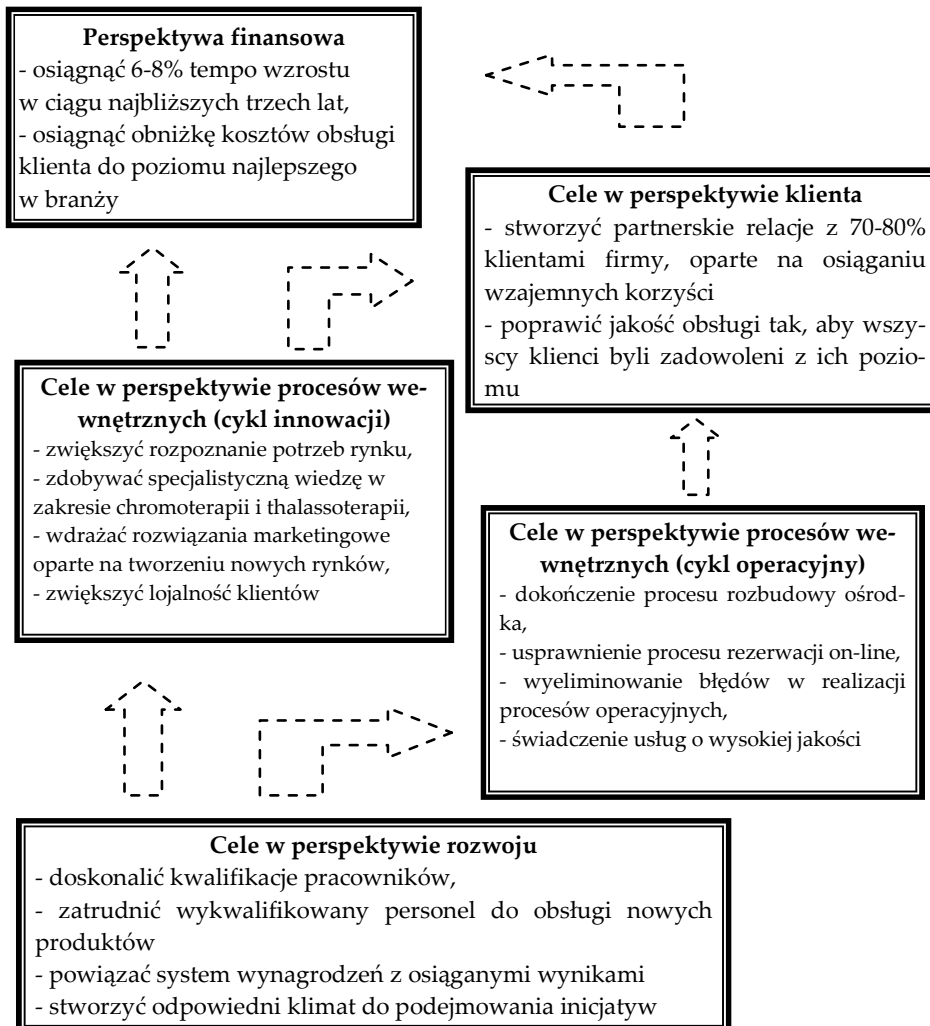 Perspektywa finansowa
- osiągnąć 6-8% tempo wzrostu
w ciągu najbliższych trzech lat,
- osiągnąć obniżkę kosztów obsługi
klienta do poziomu najlepszego
w branży
Cele w perspektywie klienta
- stworzyć partnerskie relacje z 70-80%
klientami firmy, oparte na osiąganiu
wzajemnych korzyści
- poprawić jakość obsługi tak, aby wszy-
scy klienci byli zadowoleni z ich pozio-
mu
Cele w perspektywie procesów we-
wnętrznych (cykl innowacji)
- zwiększyć rozpoznanie potrzeb rynku,
- zdobywać specjalistyczną wiedzę w
zakresie chromoterapii i thalassoterapii,
- wdrażać rozwiązania marketingowe
oparte na tworzeniu nowych rynków,
- zwiększyć lojalność klientów
Cele w perspektywie procesów we-
wnętrznych (cykl operacyjny)
- dokończenie procesu rozbudowy ośrod-
ka,
- usprawnienie procesu rezerwacji on-line,
- wyeliminowanie błędów w realizacji
procesów operacyjnych,
- świadczenie usług o wysokiej jakości
Cele w perspektywie rozwoju
- doskonalić kwalifikacje pracowników,
- zatrudnić wykwalifikowany personel do obsługi nowych
produktów
- powiązać system wynagrodzeń z osiąganymi wynikami
- stworzyć odpowiedni klimat do podejmowania inicjatyw